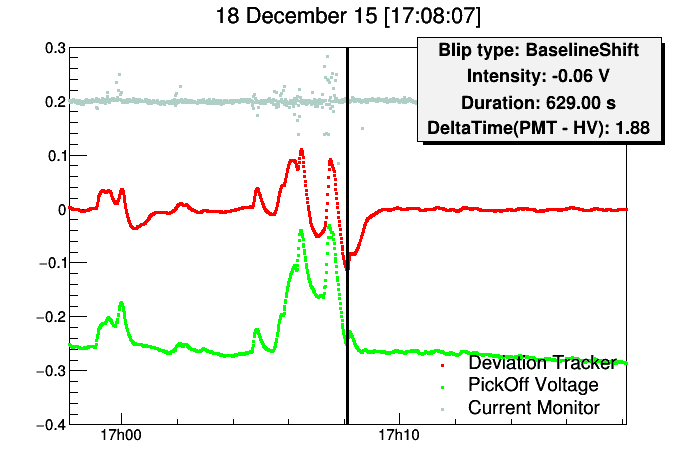 18 December 15 [17:08:07]
Blip type: BaselineShift
Intensity: -0.06 V
Duration: 629.00 s
DeltaTime(PMT - HV): 1.88
0.3
0.2
0.1
0
−0.1
−0.2
−0.3
−0.4
Deviation Tracker
PickOff Voltage
Current Monitor
17h00
17h10